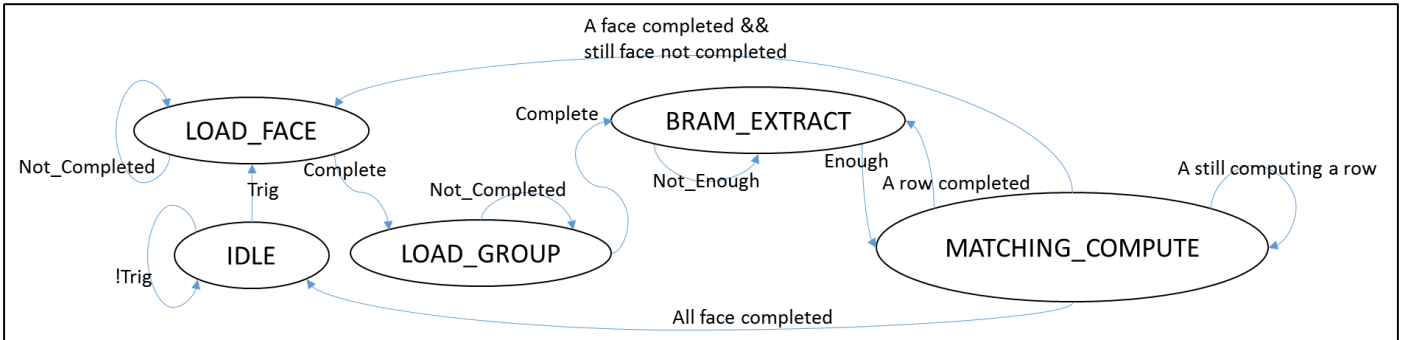 A face completed &&
still face not completed
LOAD_FACE
Complete
BRAM_EXTRACT
Not_Completed
Trig
Complete
Not_Completed
Not_Enough
Enough
A row completed
A still computing a row
IDLE
LOAD_GROUP
MATCHING_COMPUTE
!Trig
All face completed